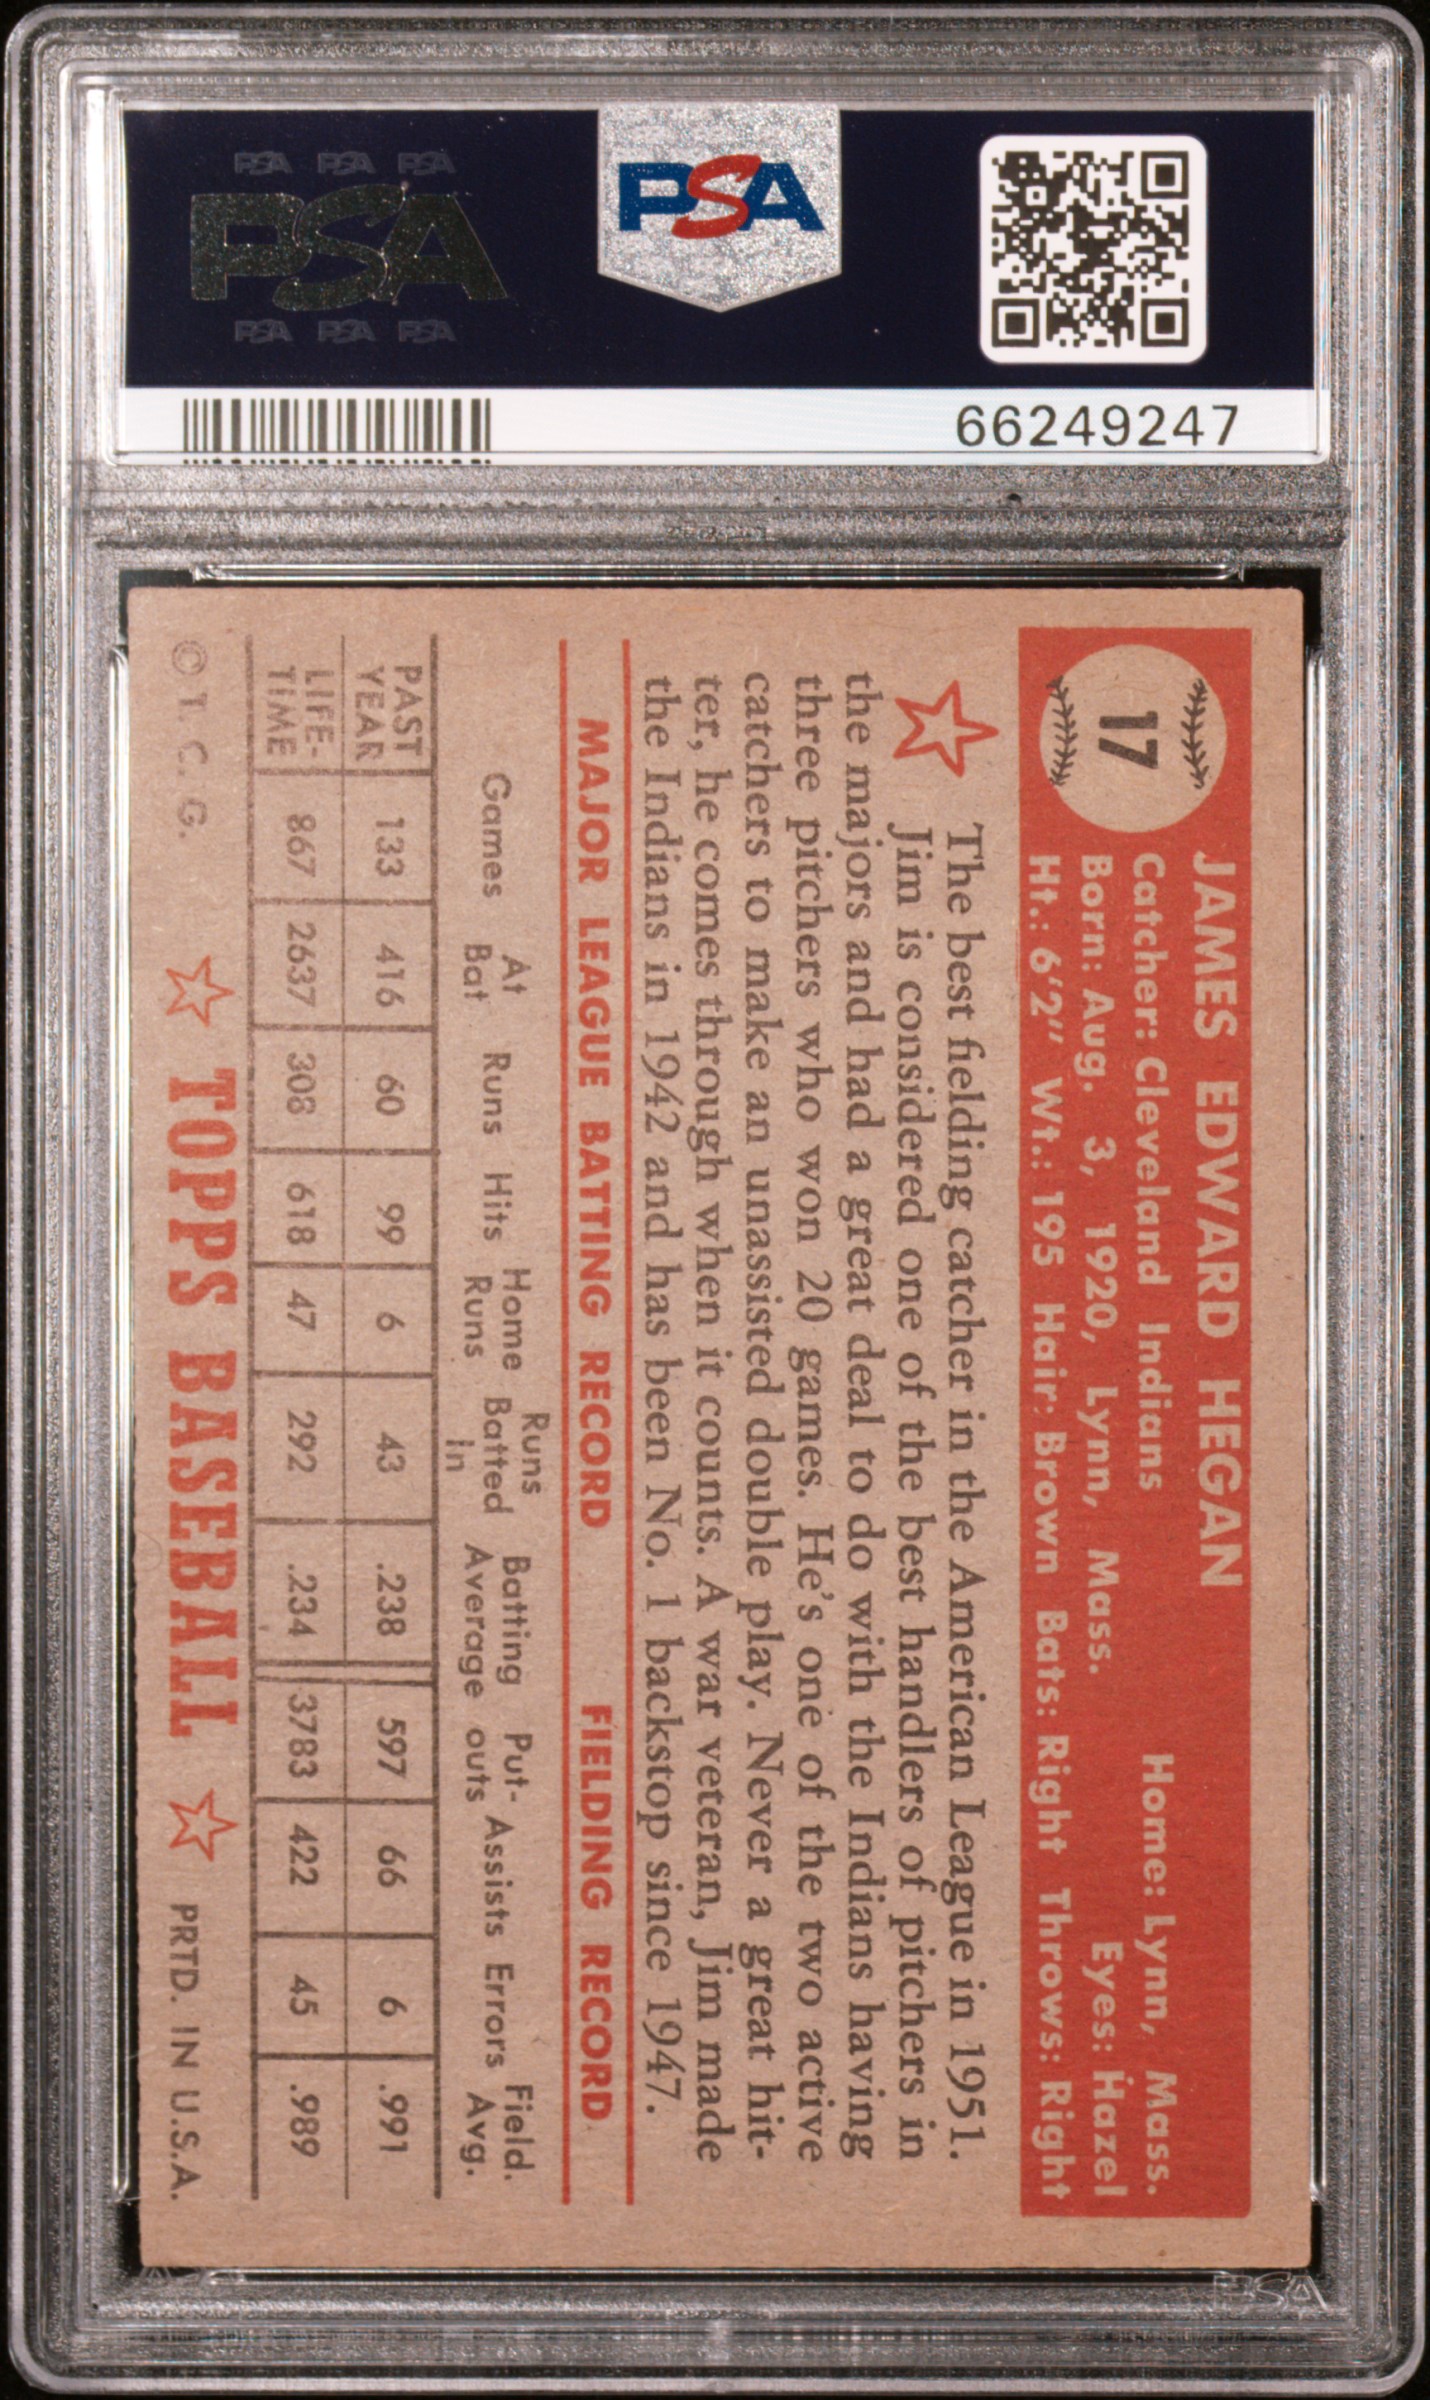 PSA PSA PSA
PSA
PSA PSA PSA
PSA
66249247
17
JAMES EDWARD HEGAN
Catcher: Cleveland Indians Home: Lynn, Mass.
Born: Aug. 3, 1920, Lynn, Mass. Eyes: Hazel
Ht.: 6'2" Wt.: 195 Hair: Brown Bats: Right Throws: Right
The best fielding catcher in the American League in 1951.
Jim is considered one of the best handlers of pitchers in
the majors and had a great deal to do with the Indians having
three pitchers who won 20 games. He's one of the two active
catchers to make an unassisted double play. Never a great hit-
ter, he comes through when it counts. A war veteran, Jim made
the Indians in 1942 and has been No. 1 backstop since 1947.
MAJOR LEAGUE BATTING RECORD FIELDING RECORD
Games At Bat Runs Hits Home Runs Runs Batted In Batting Average Put-outs Assists Errors Field. Avg.
PAST YEAR 133 416 60 99 6 43 .238 597 66 6 .991
LIFE-TIME 867 2637 308 618 47 292 .234 3783 422 45 .989
© T. C. G. TOPPS BASEBALL PRTD. IN U.S.A.
PSA